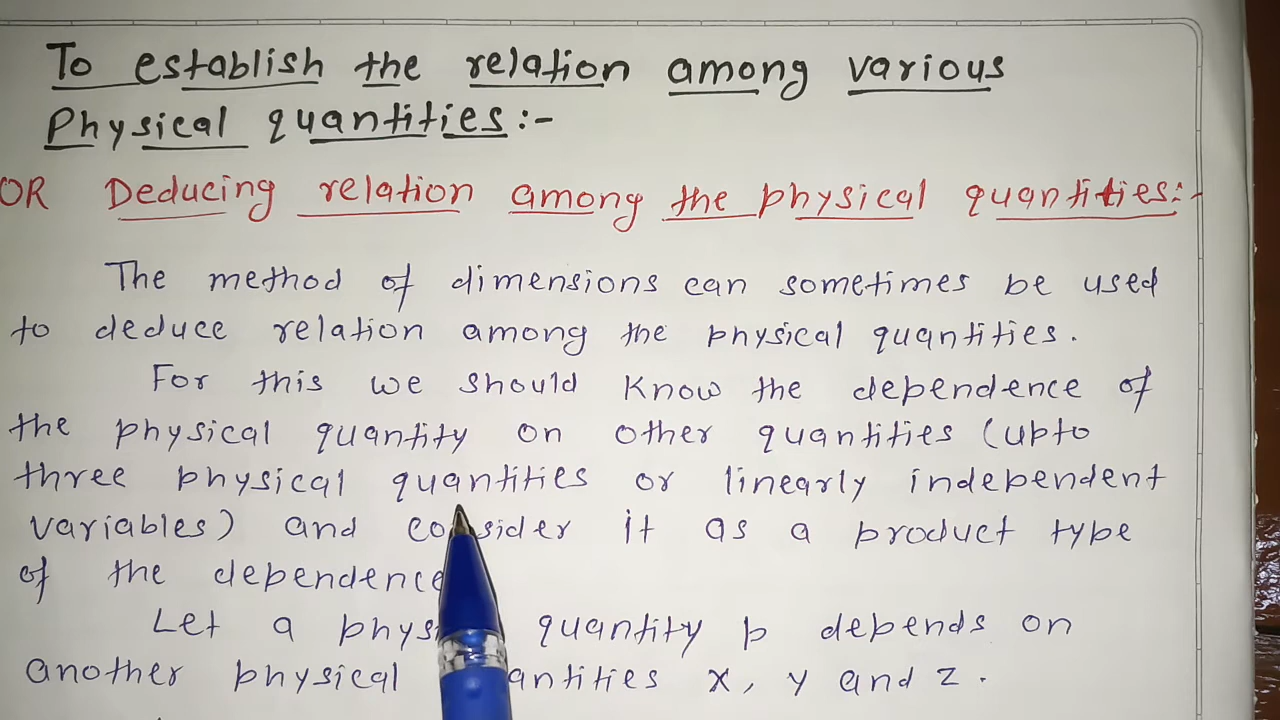 To establish the relation among various
Physical quantities:-
OR Deducing relation among the physical quantities:-
The method of dimensions can sometimes be used
to deduce relation among the physical quantities.
For this we should know the dependence of
the physical quantity on other quantities (upto
three physical quantities or linearly independent
variables) and consider it as a product type
of the dependence
Let a physi quantity p depends on
another physical antities x, y and z.